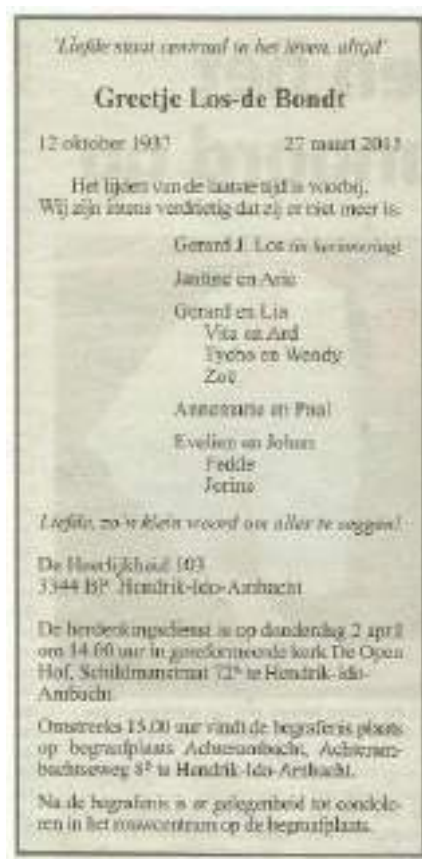 'Liefde staat centraal in het leven, altijd'
Greetje Los-de Bondt
12 oktober 1937 27 maart 2015
Het lijden van de laatste tijd is voorbij.
Wij zijn intens verdrietig dat zij er niet meer is.
Gerard J. Los in herinnering
Jantine en Arie
Gerard en Lia
Vita en Ard
Tycho en Wendy
Zoë
Annemarie en Paul
Evelien en Johan
Fedde
Jorine
Liefde, zo'n klein woord om alles te zeggen!
De Heerlijkheid 103
3344 BP Hendrik-Ido-Ambacht
De herdenkingsdienst is op donderdag 2 april
om 14.00 uur in gereformeerde kerk De Open
Hof, Schildmanstraat te Hendrik-Ido-
Ambacht.
Omstreeks 15.00 uur vindt de begrafenis plaats
op begraafplaats Achterambacht, Achteram-
bachtseweg te Hendrik-Ido-Ambacht.
Na de begrafenis is er gelegenheid tot condole-
ren in het rouwcentrum op de begraafplaats.